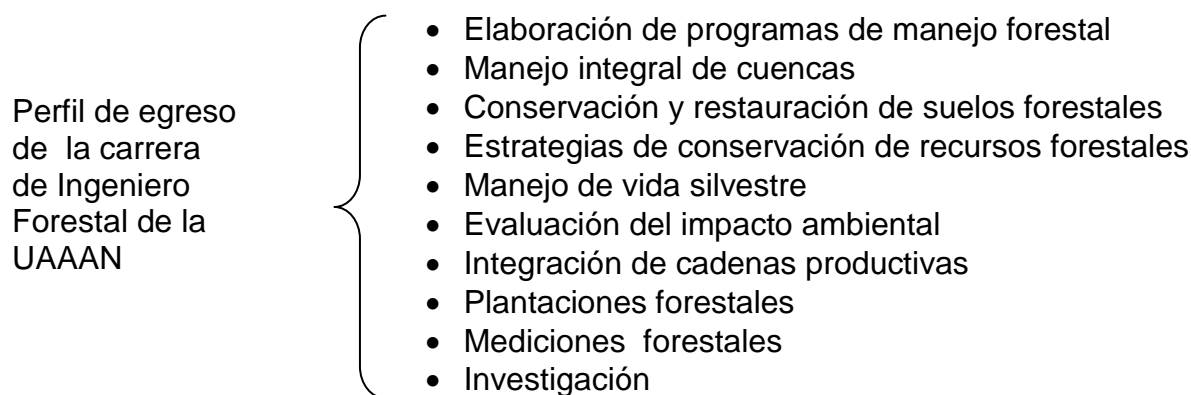 Perfil de egreso
de la carrera
de Ingeniero
Forestal de la
UAAAN
• Elaboración de programas de manejo forestal
• Manejo integral de cuencas
• Conservación y restauración de suelos forestales
• Estrategias de conservación de recursos forestales
• Manejo de vida silvestre
• Evaluación del impacto ambiental
• Integración de cadenas productivas
• Plantaciones forestales
• Mediciones forestales
• Investigación